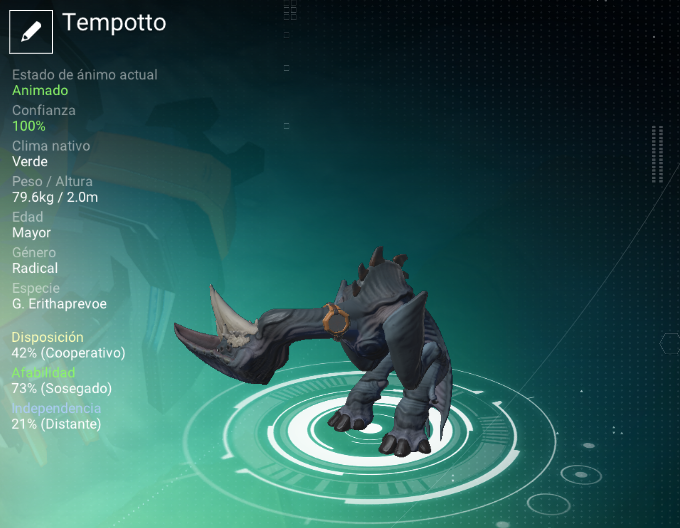 Tempotto
Estado de ánimo actual
Animado
Confianza
100%
Clima nativo
Verde
Peso / Altura
79.6kg / 2.0m
Edad
Mayor
Género
Radical
Especie
G. Erithaprevoe
Disposición
42% (Cooperativo)
Afabilidad
73% (Sosegado)
Independencia
21% (Distante)